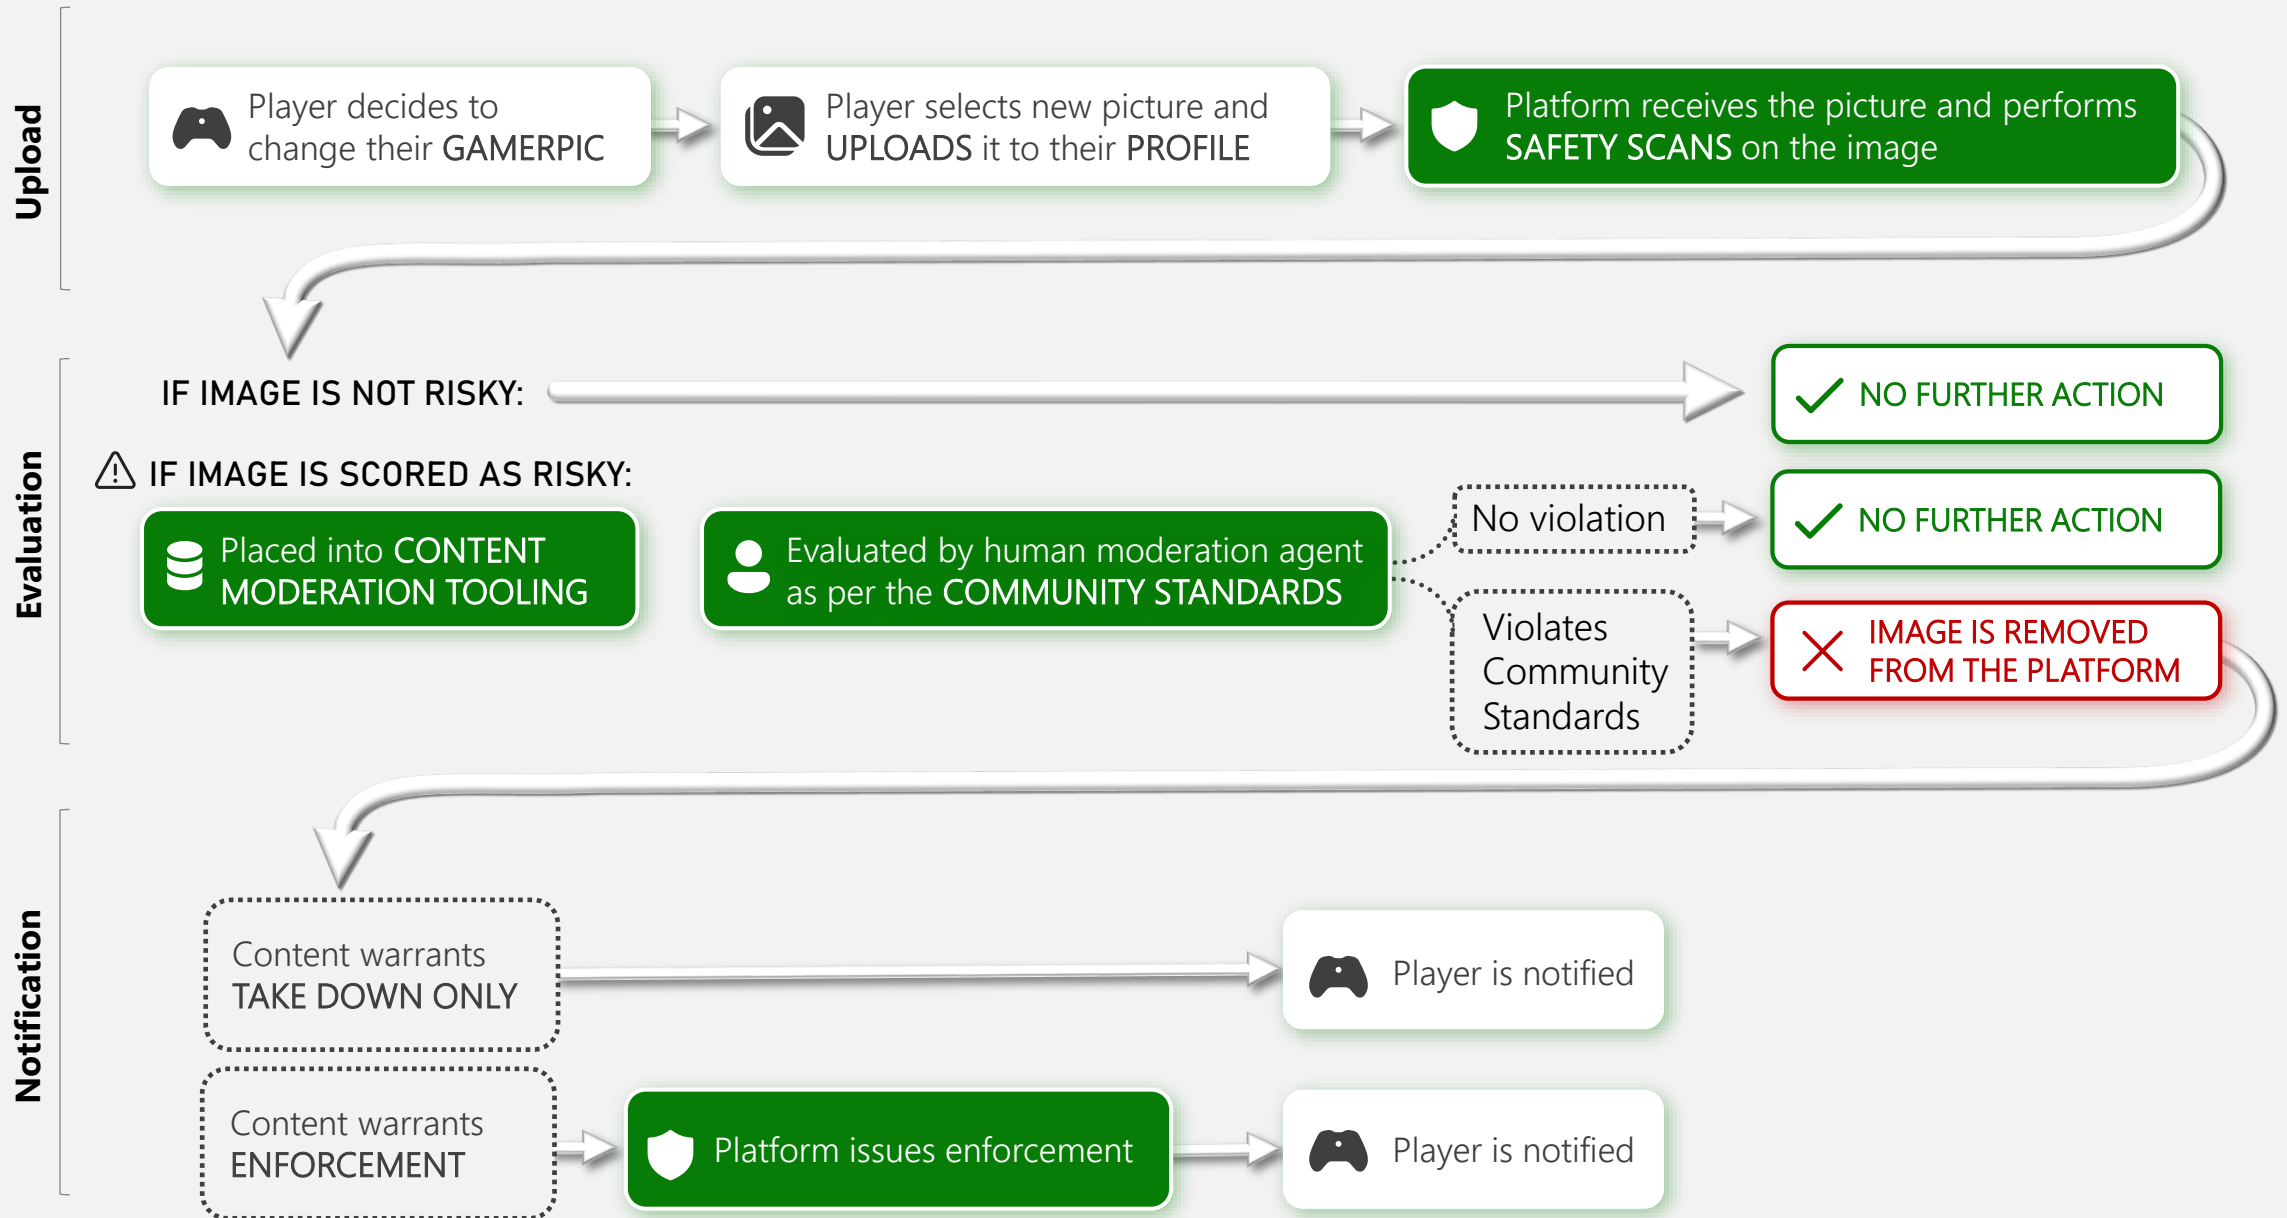 Upload
Player decides to
change their GAMERPIC
Player selects new picture and
UPLOADS it to their PROFILE
Platform receives the picture and performs
SAFETY SCANS on the image
Evaluation
IF IMAGE IS NOT RISKY:
NO FURTHER ACTION
IF IMAGE IS SCORED AS RISKY:
Placed into CONTENT
MODERATION TOOLING
Evaluated by human moderation agent
as per the COMMUNITY STANDARDS
No violation
NO FURTHER ACTION
Violates
Community
Standards
IMAGE IS REMOVED
FROM THE PLATFORM
Notification
Content warrants
TAKE DOWN ONLY
Player is notified
Content warrants
ENFORCEMENT
Platform issues enforcement
Player is notified